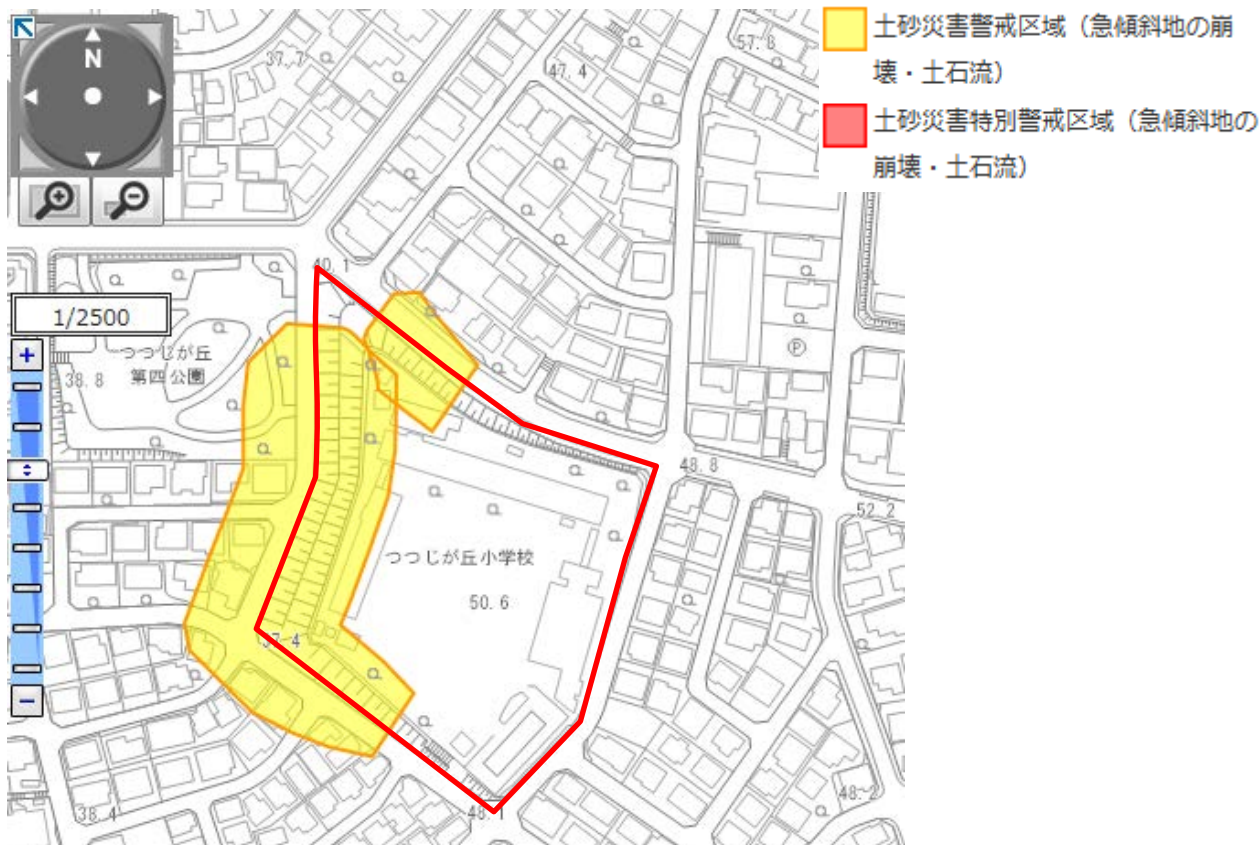 土砂災害警戒区域（急傾斜地の崩
壊・土石流）
土砂災害特別警戒区域（急傾斜地の
崩壊・土石流）
N
37.7
47.4
57.8
40.1
1/2500
つつじが丘
第四公園
38.8
P
48.8
52.2
つつじが丘小学校
50.6
37.4
38.4
48.1
48.2